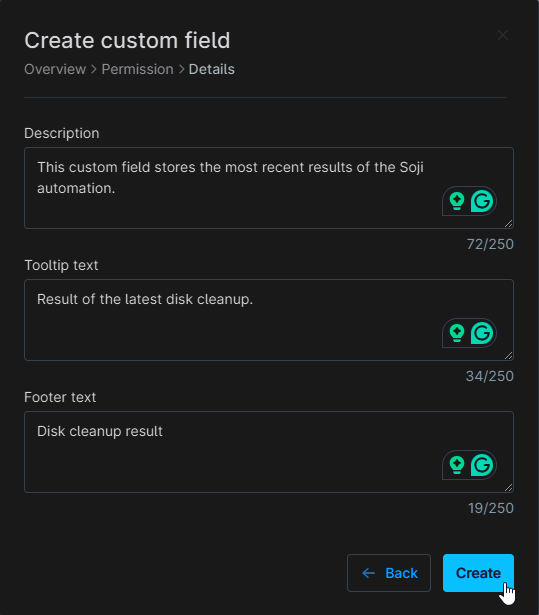 Create custom field
Overview > Permission > Details
Description
This custom field stores the most recent results of the Soji
automation.
72/250
Tooltip text
Result of the latest disk cleanup.
34/250
Footer text
Disk cleanup result
19/250
← Back
Create